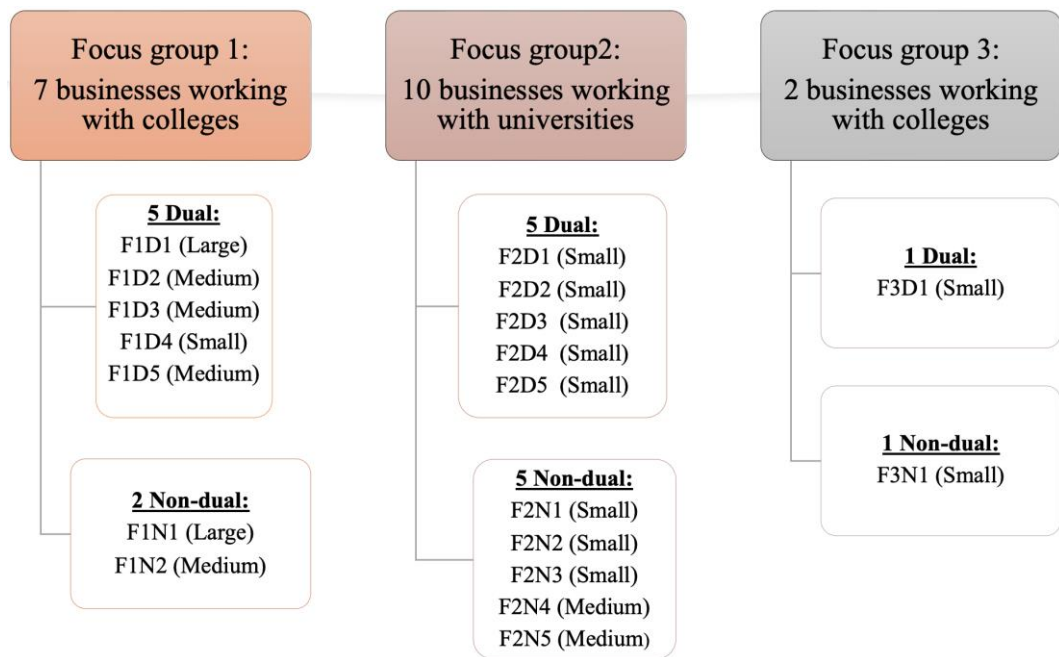 Focus group 1:
7 businesses working
with colleges
5 Dual:
F1D1 (Large)
F1D2 (Medium)
F1D3 (Medium)
F1D4 (Small)
F1D5 (Medium)
2 Non-dual:
F1N1 (Large)
F1N2 (Medium)
Focus group2:
10 businesses working
with universities
5 Dual:
F2D1 (Small)
F2D2 (Small)
F2D3 (Small)
F2D4 (Small)
F2D5 (Small)
5 Non-dual:
F2N1 (Small)
F2N2 (Small)
F2N3 (Small)
F2N4 (Medium)
F2N5 (Medium)
Focus group 3:
2 businesses working
with colleges
1 Dual:
F3D1 (Small)
1 Non-dual:
F3N1 (Small)